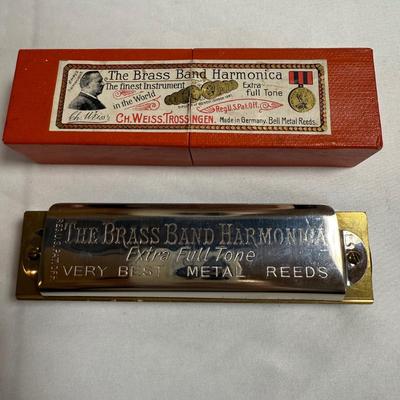 The Brass Band Harmonica
The finest Instrument
in the World
Extra
Full Tone
Reg U.S. Pat. Off.
Ch. Weiss
CH. WEISS. TROSSINGEN.
Made in Germany.
Bell Metal Reeds.
THE BRASS BAND HARMONICA
Extra Full Tone
VERY BEST METAL REEDS